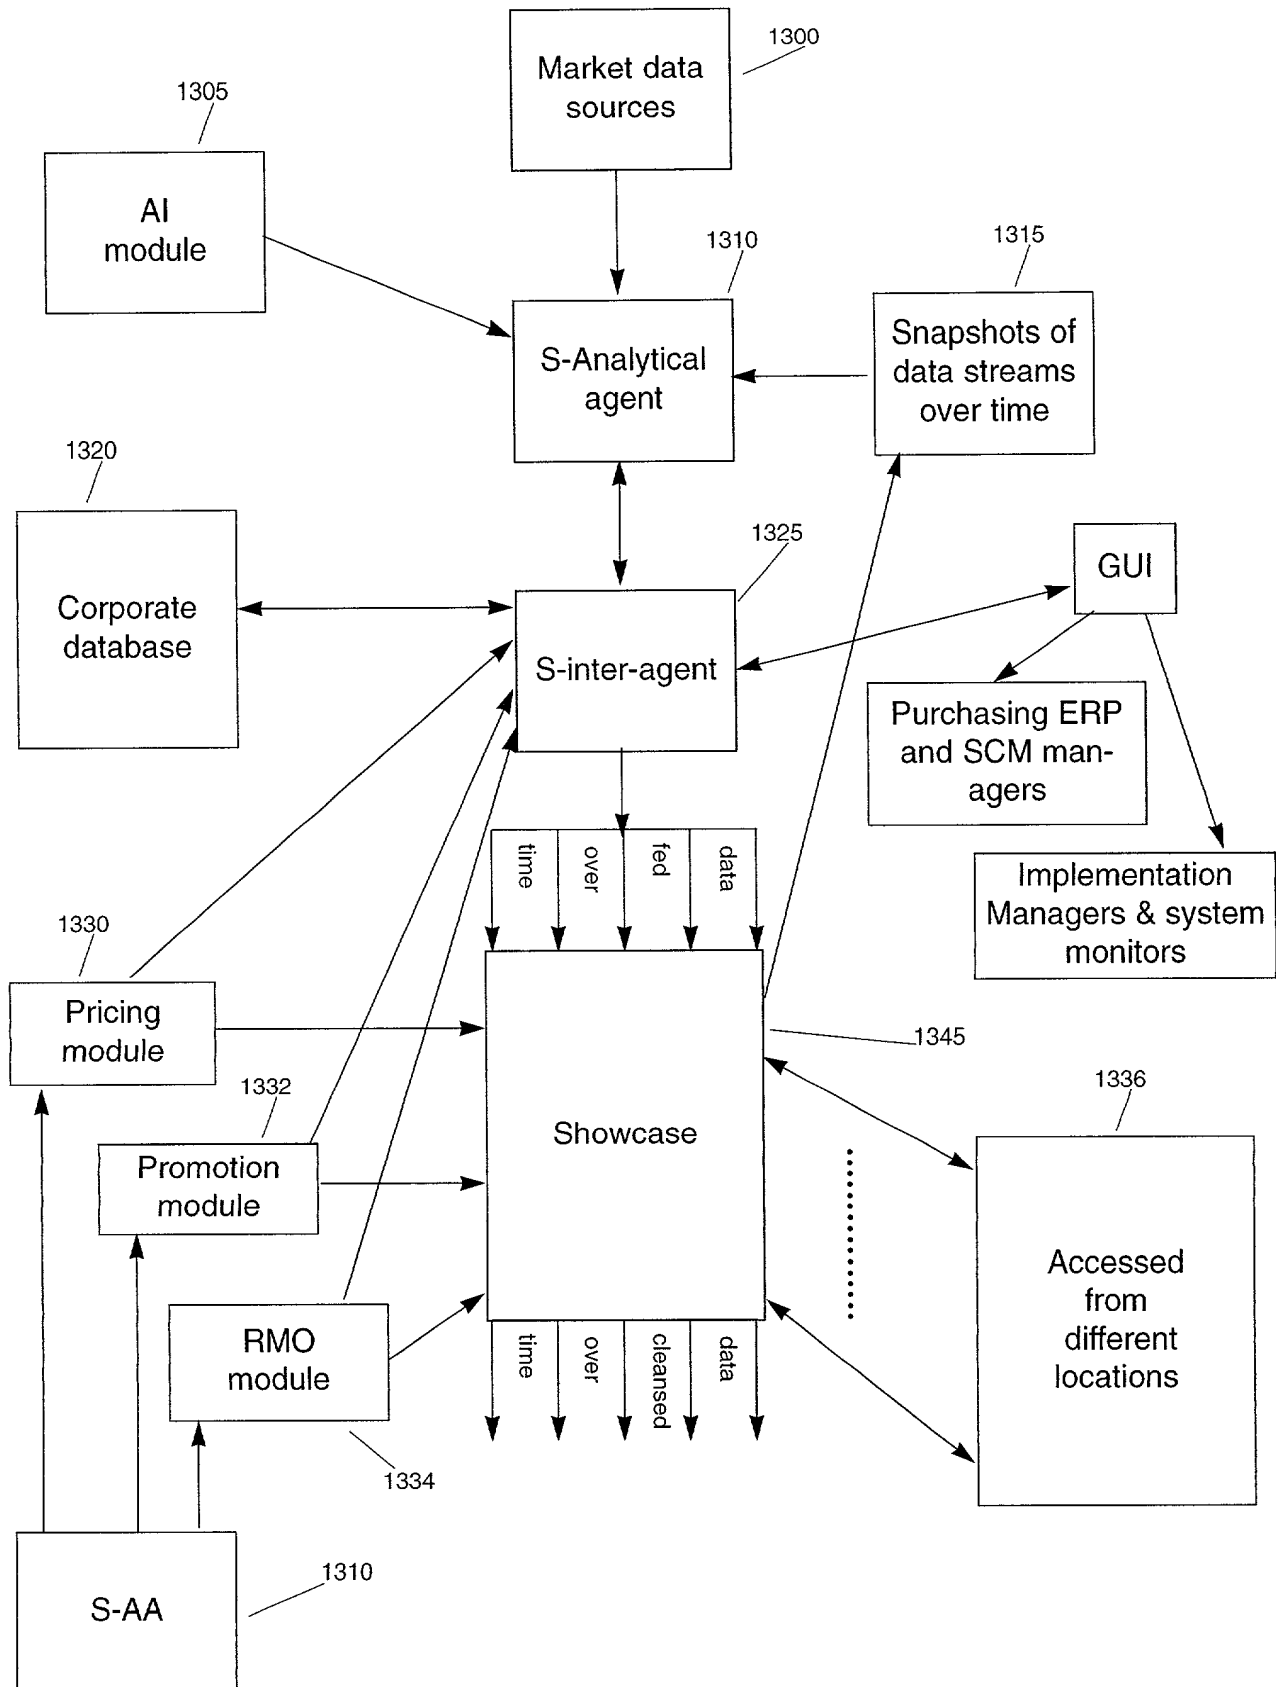 1300
Market data
sources
1305
AI
module
1310
1315
S-Analytical
agent
Snapshots of
data streams
over time
1320
1325
GUI
Corporate
database
S-inter-agent
Purchasing ERP
and SCM man-
agers
time
over
fed
data
Implementation
Managers & system
monitors
1330
Pricing
module
1345
1332
1336
Promotion
module
Showcase
Accessed
from
different
locations
RMO
module
time
over
cleansed
data
1334
1310
S-AA